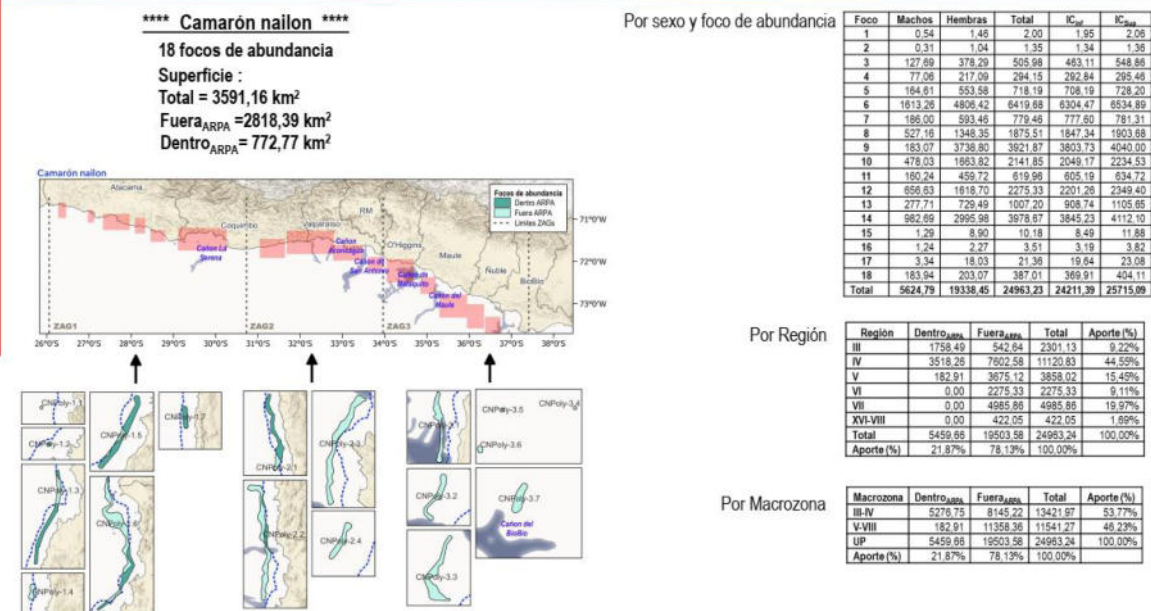 **** Camarón nailon ****
18 focos de abundancia
Superficie :
Total = 3591,16 km²
Fuera_ARPA =2818,39 km²
Dentro_ARPA= 772,77 km²
Camarón nailon
Atacama
Coquimbo
Valparaíso
RM
O'Higgins
Maule
Ñuble
BíoBío
Cañon La Serena
Cañon Aconcagua
Cañon de San Antonio
Cañon de Mataquito
Cañon del Maule
Focos de abundancia
Dentro ARPA
Fuera ARPA
Límites ZAGs
71°0'W
72°0'W
73°0'W
ZAG1
ZAG2
ZAG3
26°0'S 27°0'S 28°0'S 29°0'S 30°0'S 31°0'S 32°0'S 33°0'S 34°0'S 35°0'S 36°0'S 37°0'S 38°0'S
CNPoly-1.1
CNPoly-1.2
CNPoly-1.3
CNPoly-1.4
CNPoly-1.5
CNPoly-1.6
CNPoly-1.7
CNPoly-2.1
CNPoly-2.2
CNPoly-2.3
CNPoly-2.4
CNPoly-3.1
CNPoly-3.2
CNPoly-3.3
CNPoly-3.5
CNPoly-3.4
CNPoly-3.6
CNPoly-3.7
Cañon del BioBio
Por sexo y foco de abundancia
Foco Machos Hembras Total IC_Inf IC_Sup
1 0,54 1,46 2,00 1,95 2,06
2 0,31 1,04 1,35 1,34 1,36
3 127,69 378,29 505,98 463,11 548,86
4 77,06 217,09 294,15 292,84 295,46
5 164,61 553,58 718,19 708,19 728,20
6 1613,26 4806,42 6419,68 6304,47 6534,89
7 186,00 593,46 779,46 777,60 781,31
8 527,16 1348,35 1875,51 1847,34 1903,68
9 183,07 3738,80 3921,87 3803,73 4040,00
10 478,03 1663,82 2141,85 2049,17 2234,53
11 160,24 459,72 619,96 605,19 634,72
12 656,63 1618,70 2275,33 2201,26 2349,40
13 277,71 729,49 1007,20 908,74 1105,65
14 982,69 2995,98 3978,67 3845,23 4112,10
15 1,29 8,90 10,18 8,49 11,88
16 1,24 2,27 3,51 3,19 3,82
17 3,34 18,03 21,36 19,64 23,08
18 183,94 203,07 387,01 369,91 404,11
Total 5624,79 19338,45 24963,23 24211,39 25715,09
Por Región
Región Dentro_ARPA Fuera_ARPA Total Aporte (%)
III 1758,49 542,64 2301,13 9,22%
IV 3518,26 7602,58 11120,83 44,55%
V 182,91 3675,12 3858,02 15,45%
VI 0,00 2275,33 2275,33 9,11%
VII 0,00 4985,86 4985,86 19,97%
XVI-VIII 0,00 422,05 422,05 1,69%
Total 5459,66 19503,58 24963,24 100,00%
Aporte (%) 21,87% 78,13% 100,00%
Por Macrozona
Macrozona Dentro_ARPA Fuera_ARPA Total Aporte (%)
III-IV 5276,75 8145,22 13421,97 53,77%
V-VIII 182,91 11358,36 11541,27 46,23%
UP 5459,66 19503,58 24963,24 100,00%
Aporte (%) 21,87% 78,13% 100,00%